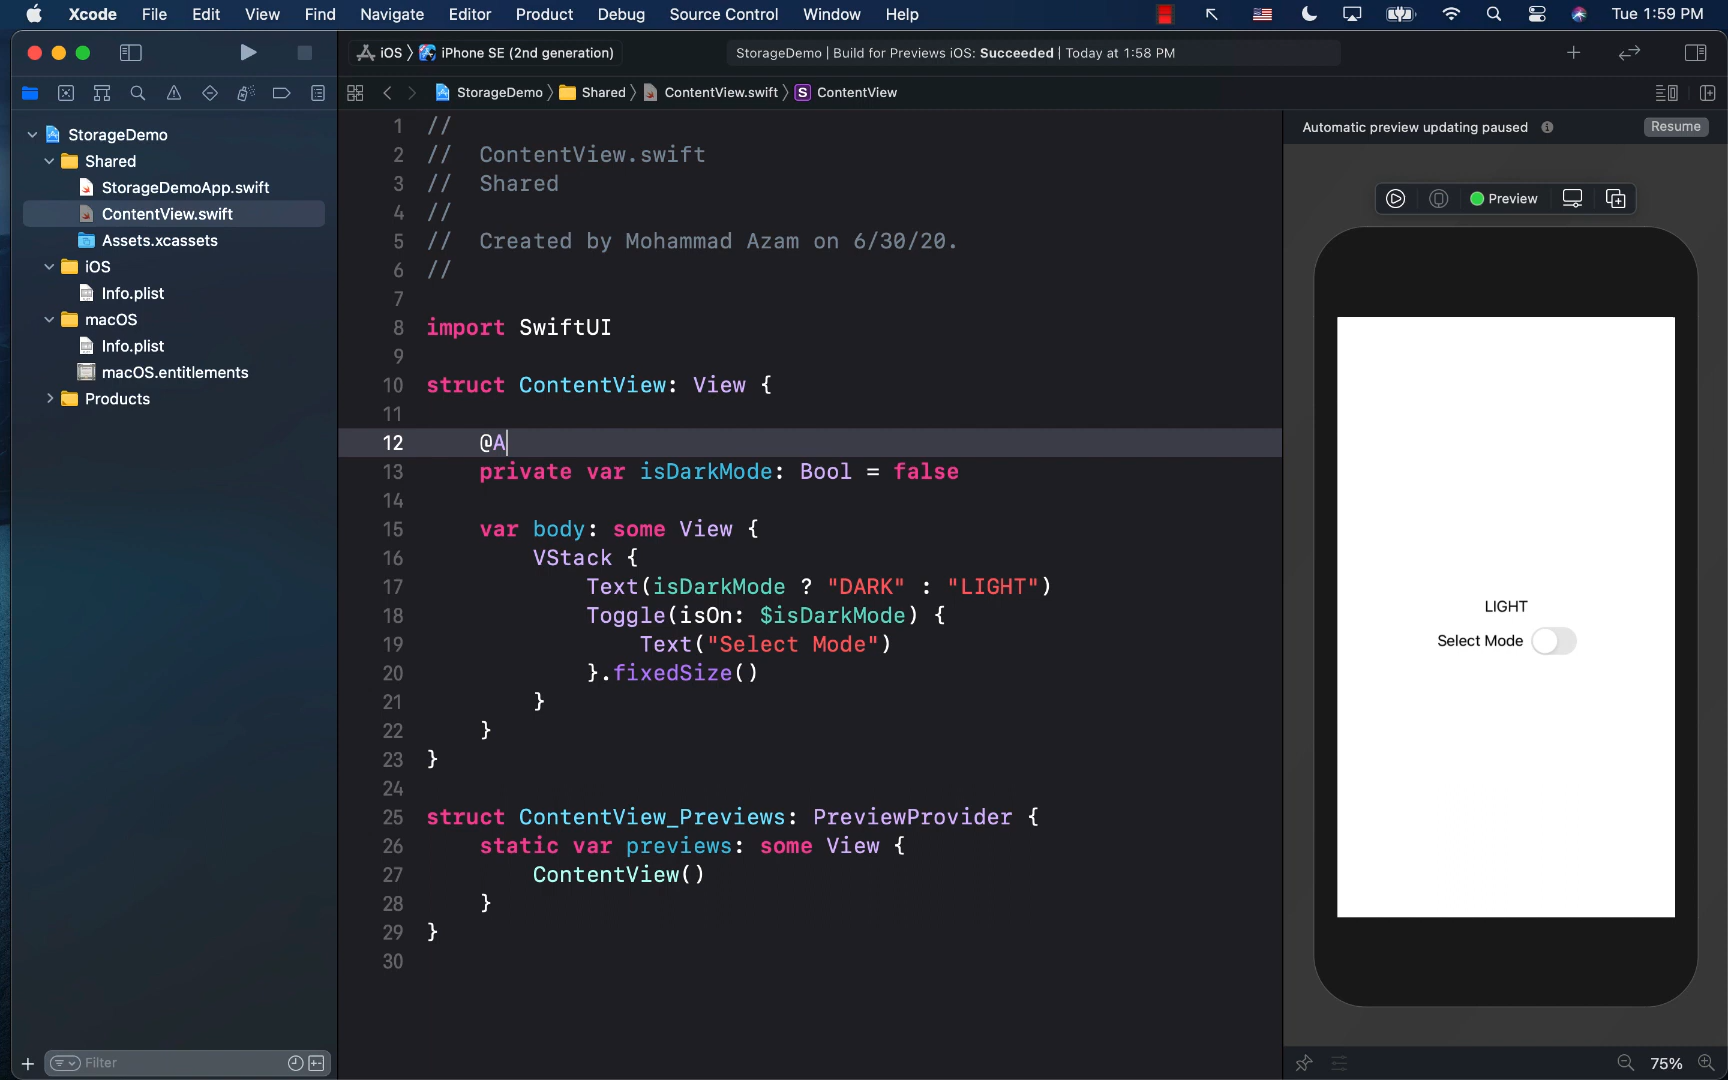 Xcode File Edit View Find Navigate Editor Product Debug Source Control Window Help Tue 1:59 PM
iOS 〉 iPhone SE (2nd generation) StorageDemo | Build for Previews iOS: Succeeded | Today at 1:58 PM
StorageDemo 〉 Shared 〉 ContentView.swift 〉 S ContentView
StorageDemo
Shared
StorageDemoApp.swift
ContentView.swift
Assets.xcassets
iOS
Info.plist
macOS
Info.plist
macOS.entitlements
Products
Filter
1 //
2 // ContentView.swift
3 // Shared
4 //
5 // Created by Mohammad Azam on 6/30/20.
6 //
7
8 import SwiftUI
9
10 struct ContentView: View {
11
12 @A
13 private var isDarkMode: Bool = false
14
15 var body: some View {
16 VStack {
17 Text(isDarkMode ? "DARK" : "LIGHT")
18 Toggle(isOn: $isDarkMode) {
19 Text("Select Mode")
20 }.fixedSize()
21 }
22 }
23 }
24
25 struct ContentView_Previews: PreviewProvider {
26 static var previews: some View {
27 ContentView()
28 }
29 }
30
Automatic preview updating paused Resume
Preview
LIGHT
Select Mode
75%